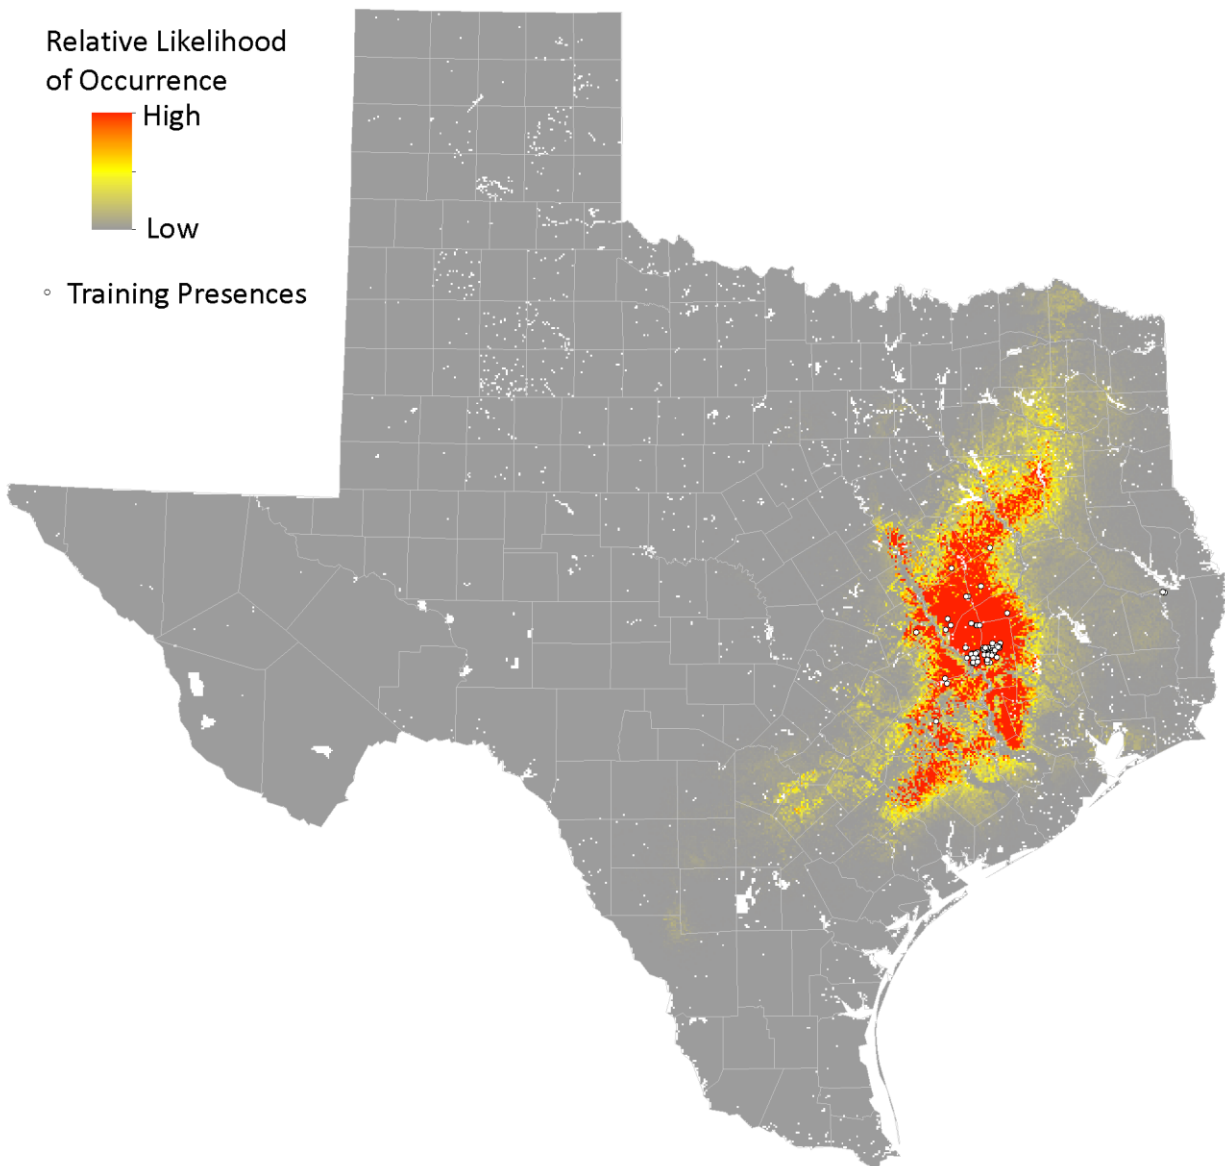 Relative Likelihood
of Occurrence
High
Low
Training Presences